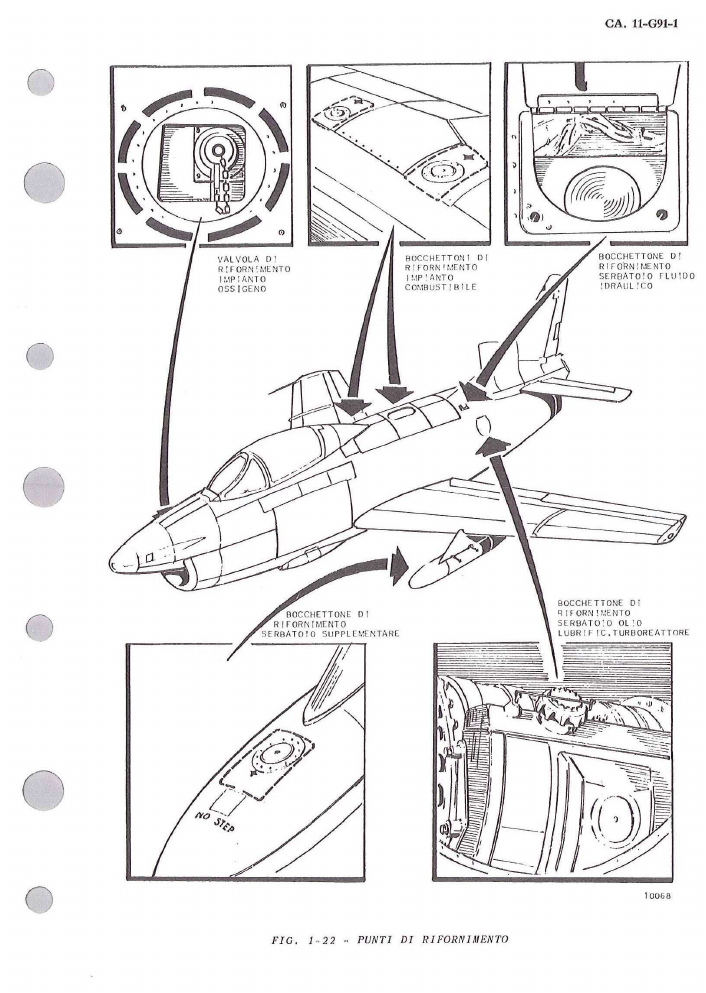 CA. 11-G91-1
VALVOLA DI
RIFORNIMENTO
IMPIANTO
OSSIGENO
BOCCHETTONI DI
RIFORNIMENTO
IMPIANTO
COMBUSTIBILE
BOCCHETTONE DI
RIFORNIMENTO
SERBATOIO FLUIDO
IDRAULICO
BOCCHETTONE DI
RIFORNIMENTO
SERBATOIO SUPPLEMENTARE
BOCCHETTONE DI
RIFORNIMENTO
SERBATOIO OLIO
LUBRIFIC.TURBOREATTORE
NO STEP
10068
FIG. 1-22 - PUNTI DI RIFORNIMENTO